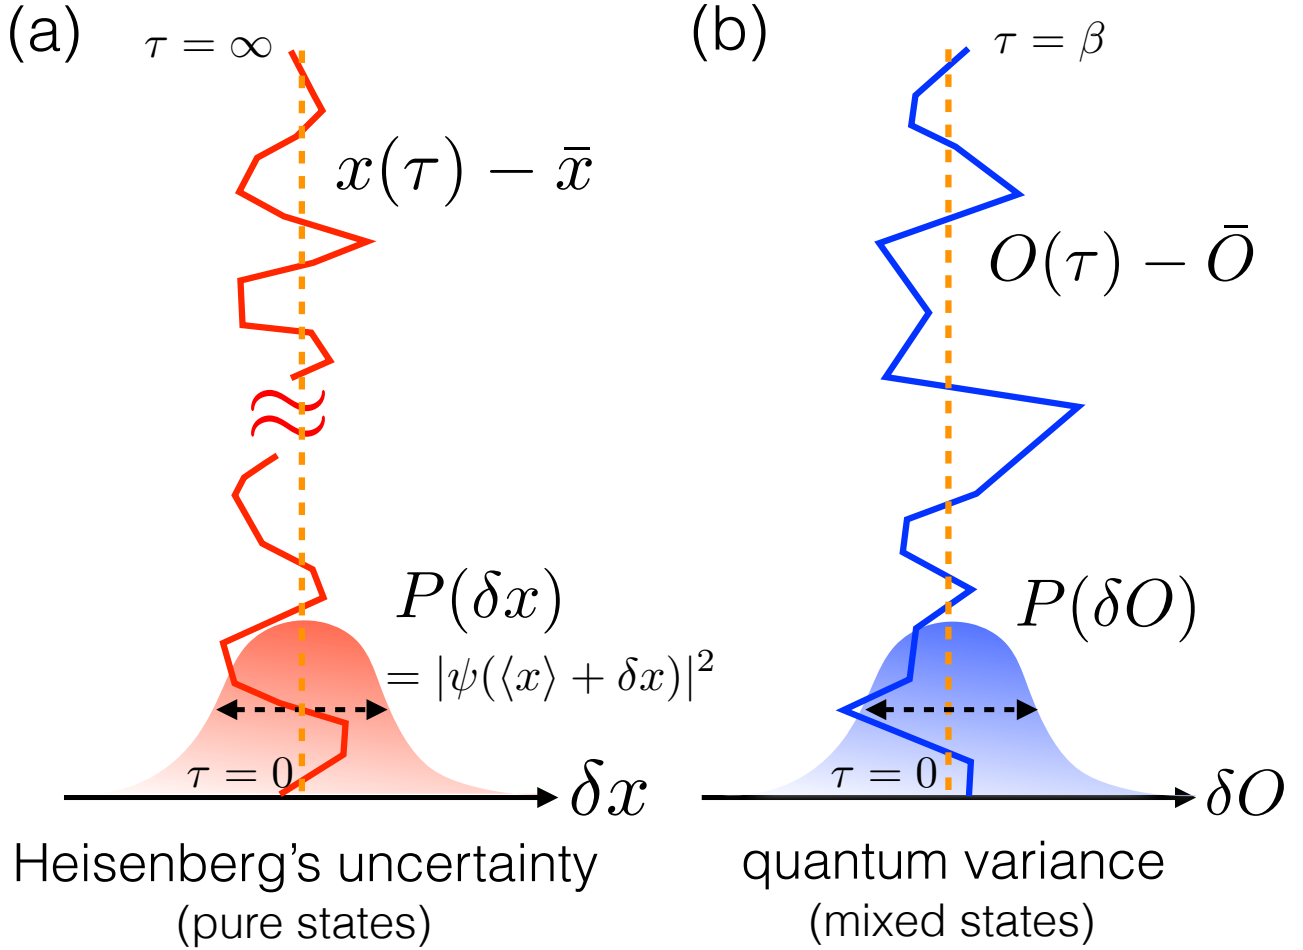 (a)
τ = ∞
x(τ) − x̄
P(δx)
= |ψ(⟨x⟩ + δx)|²
τ = 0
δx
Heisenberg's uncertainty
(pure states)
(b)
τ = β
O(τ) − Ō
P(δO)
τ = 0
δO
quantum variance
(mixed states)